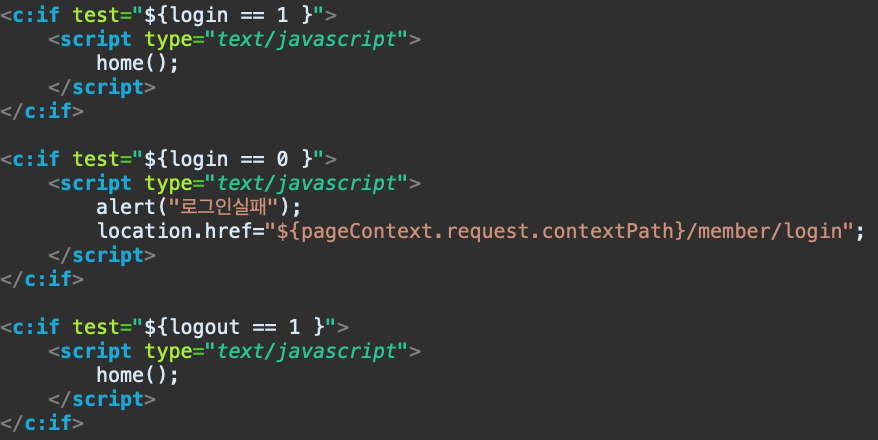 <c:if test="${login == 1 }">
    <script type="text/javascript">
        home();
    </script>
</c:if>

<c:if test="${login == 0 }">
    <script type="text/javascript">
        alert("로그인실패");
        location.href="${pageContext.request.contextPath}/member/login";
    </script>
</c:if>

<c:if test="${logout == 1 }">
    <script type="text/javascript">
        home();
    </script>
</c:if>